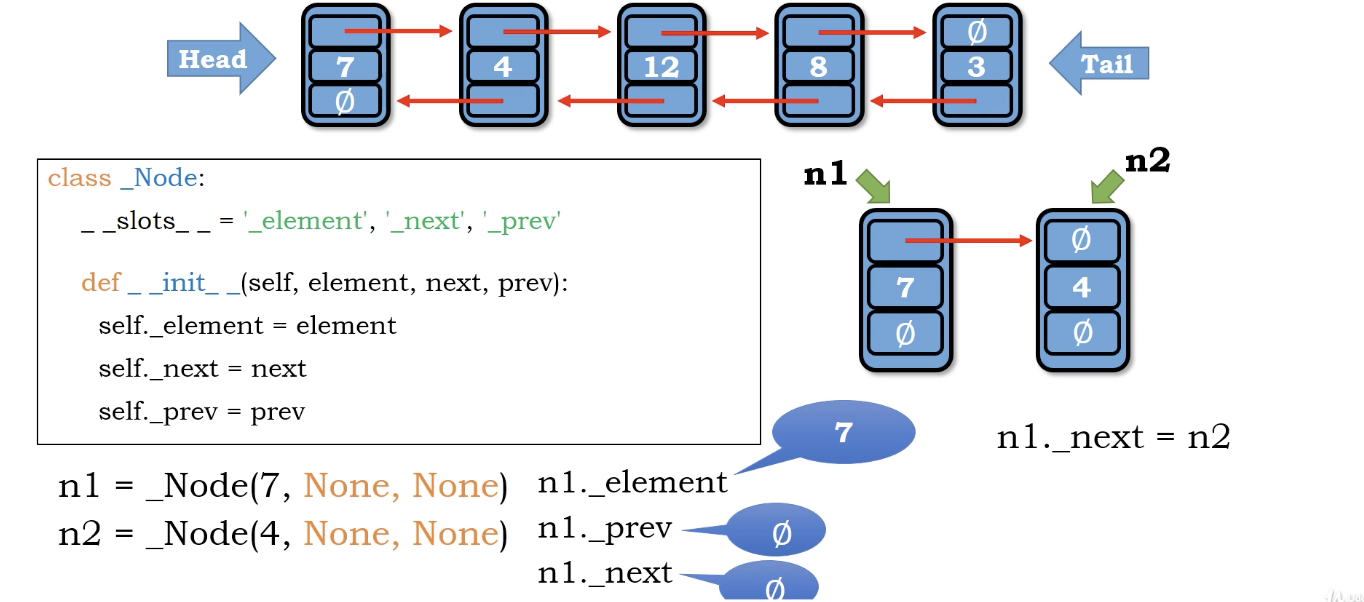 Head
7
Ø
4
12
8
Ø
3
Tail
class _Node:
_ _slots_ _ = '_element', '_next', '_prev'
def _ _init_ _(self, element, next, prev):
self._element = element
self._next = next
self._prev = prev
n1
n2
7
Ø
Ø
4
Ø
n1._next = n2
n1 = _Node(7, None, None)
n2 = _Node(4, None, None)
n1._element
7
n1._prev
Ø
n1._next
Ø